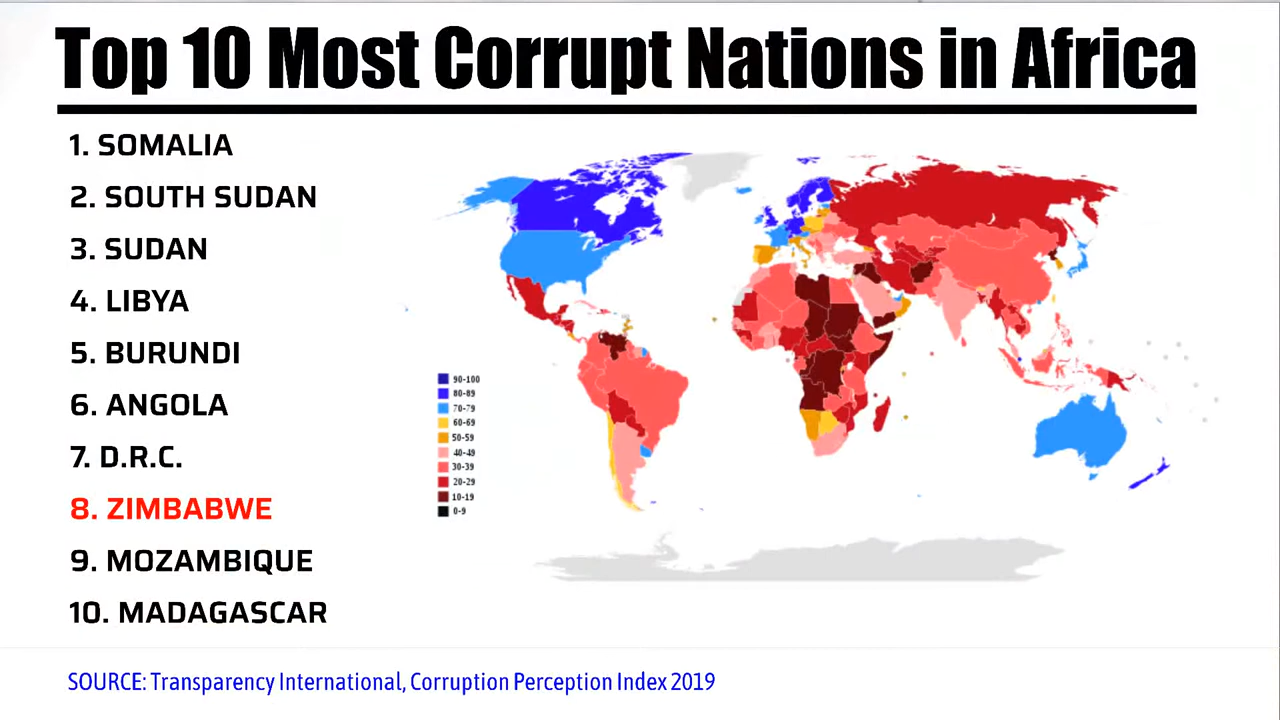 Top 10 Most Corrupt Nations in Africa
1. SOMALIA
2. SOUTH SUDAN
3. SUDAN
4. LIBYA
5. BURUNDI
6. ANGOLA
7. D.R.C.
8. ZIMBABWE
9. MOZAMBIQUE
10. MADAGASCAR
90-100
80-89
70-79
60-69
50-59
40-49
30-39
20-29
10-19
0-9
SOURCE: Transparency International, Corruption Perception Index 2019